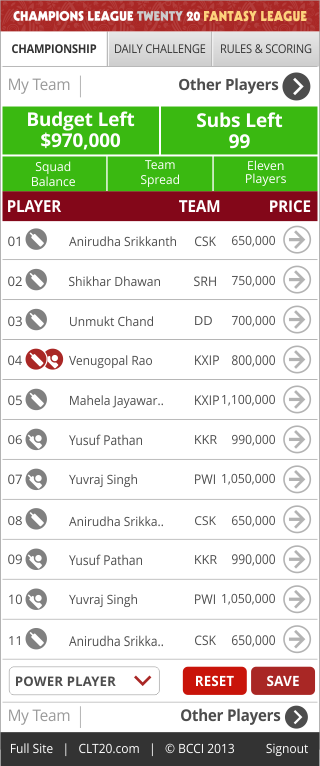 CHAMPIONS LEAGUE TWENTY 20 FANTASY LEAGUE
CHAMPIONSHIP DAILY CHALLENGE RULES & SCORING
My Team | Other Players
Budget Left Subs Left
$970,000 99
Squad Balance Team Spread Eleven Players
PLAYER TEAM PRICE
01 Anirudha Srikkanth CSK 650,000
02 Shikhar Dhawan SRH 750,000
03 Unmukt Chand DD 700,000
04 Venugopal Rao KXIP 800,000
05 Mahela Jayawar.. KXIP 1,100,000
06 Yusuf Pathan KKR 990,000
07 Yuvraj Singh PWI 1,050,000
08 Anirudha Srikka.. CSK 650,000
09 Yusuf Pathan KKR 990,000
10 Yuvraj Singh PWI 1,050,000
11 Anirudha Srikka.. CSK 650,000
POWER PLAYER RESET SAVE
My Team | Other Players
Full Site | CLT20.com | © BCCI 2013 Signout